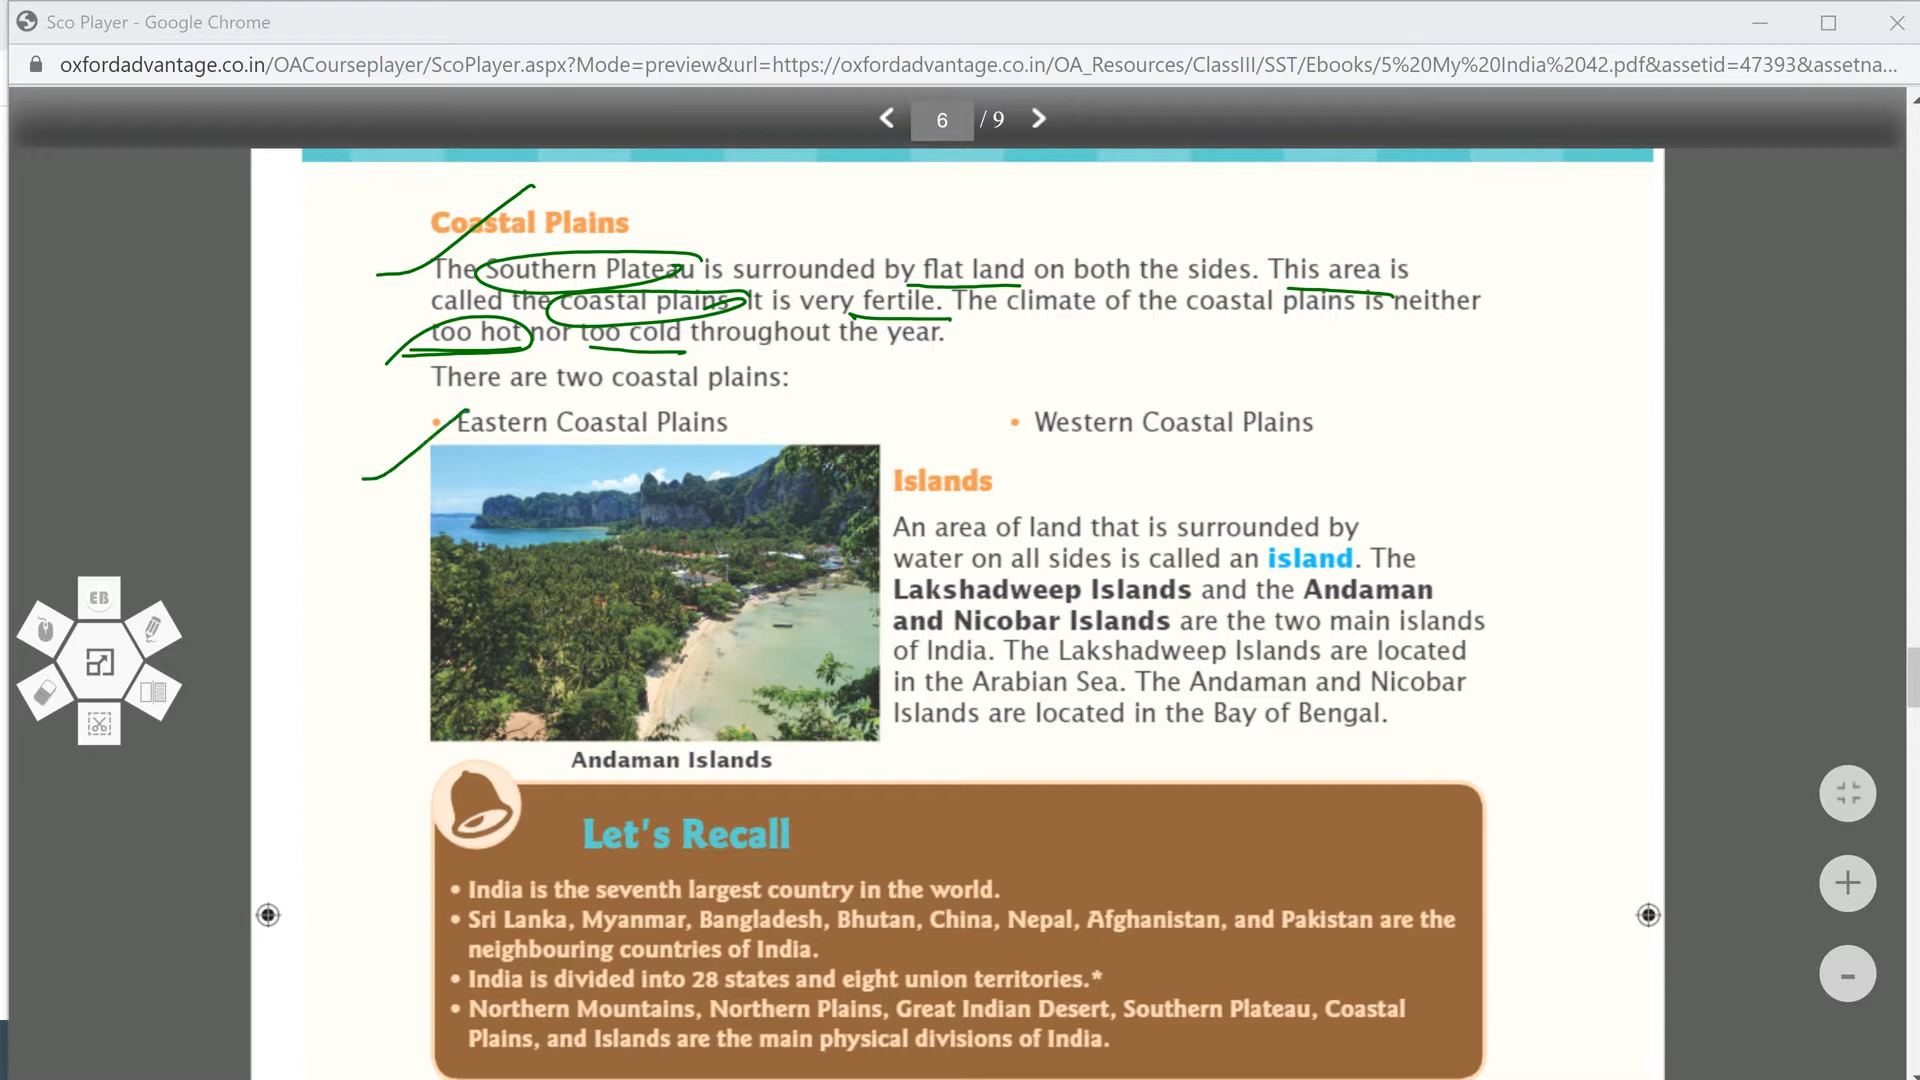 Sco Player - Google Chrome
oxfordadvantage.co.in/OACourseplayer/ScoPlayer.aspx?Mode=preview&url=https://oxfordadvantage.co.in/OA_Resources/ClassIII/SST/Ebooks/5%20My%20India%2042.pdf&assetid=47393&assetna...
6 / 9
Coastal Plains
The Southern Plateau is surrounded by flat land on both the sides. This area is
called the coastal plains. It is very fertile. The climate of the coastal plains is neither
too hot nor too cold throughout the year.
There are two coastal plains:
• Eastern Coastal Plains
• Western Coastal Plains
Islands
An area of land that is surrounded by
water on all sides is called an island. The
Lakshadweep Islands and the Andaman
and Nicobar Islands are the two main islands
of India. The Lakshadweep Islands are located
in the Arabian Sea. The Andaman and Nicobar
Islands are located in the Bay of Bengal.
Andaman Islands
EB
Let's Recall
• India is the seventh largest country in the world.
• Sri Lanka, Myanmar, Bangladesh, Bhutan, China, Nepal, Afghanistan, and Pakistan are the
neighbouring countries of India.
• India is divided into 28 states and eight union territories.*
• Northern Mountains, Northern Plains, Great Indian Desert, Southern Plateau, Coastal
Plains, and Islands are the main physical divisions of India.